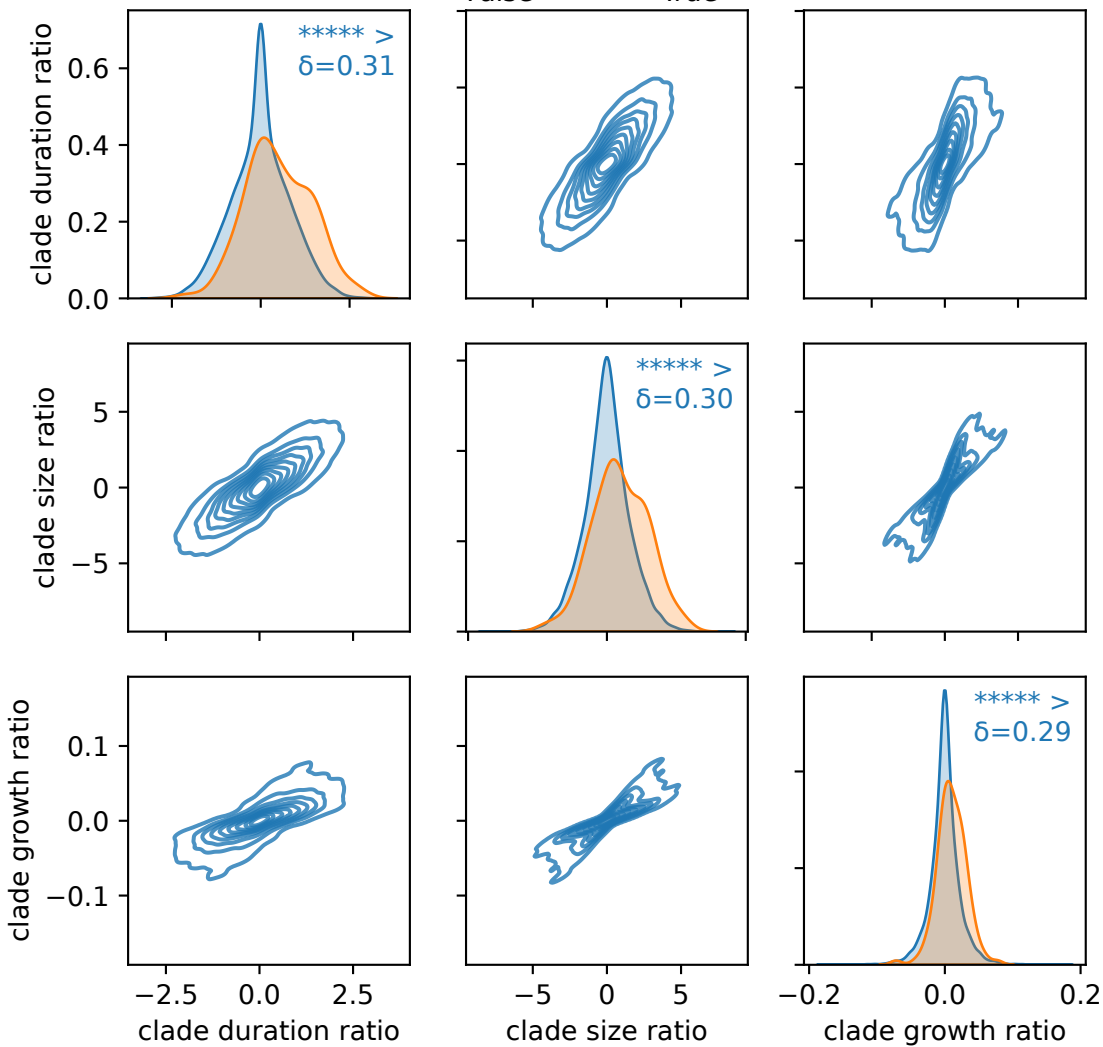 True
***** >
δ=0.31
clade duration ratio
0.6
0.4
0.2
0.0
***** >
δ=0.30
clade size ratio
5
0
−5
***** >
δ=0.29
clade growth ratio
0.1
0.0
−0.1
−2.5 0.0 2.5
−5 0 5
−0.2 0.0 0.2
clade duration ratio
clade size ratio
clade growth ratio